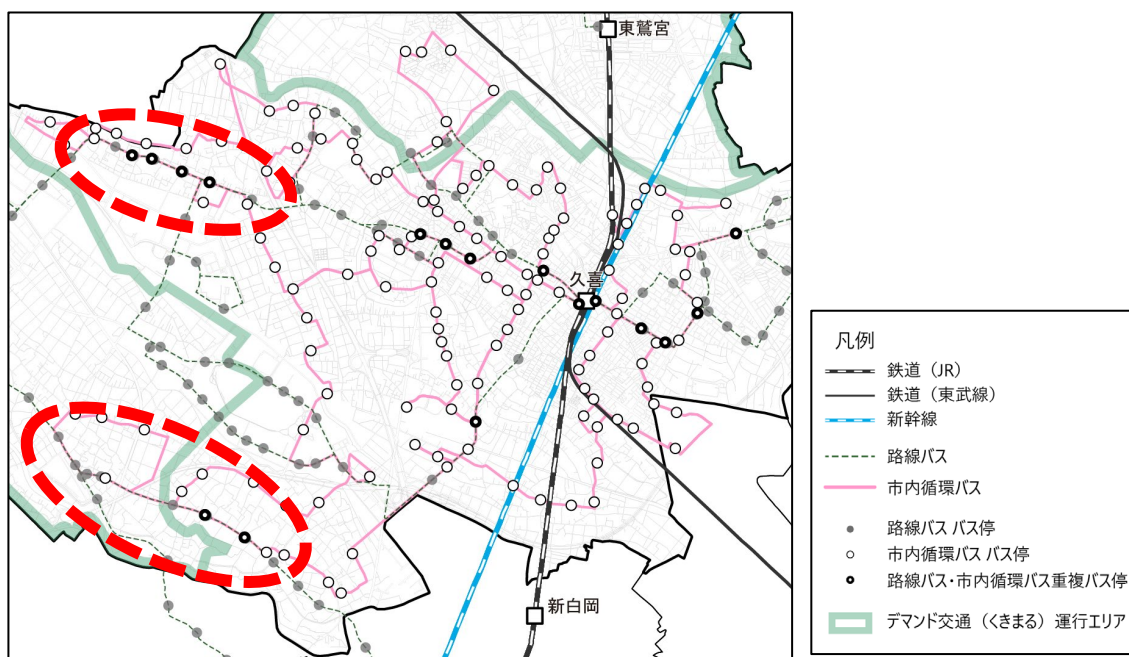 東鷲宮
久喜
新白岡
凡例
鉄道（JR）
鉄道（東武線）
新幹線
路線バス
市内循環バス
路線バス バス停
市内循環バス バス停
路線バス・市内循環バス重複バス停
デマンド交通（くきまる）運行エリア